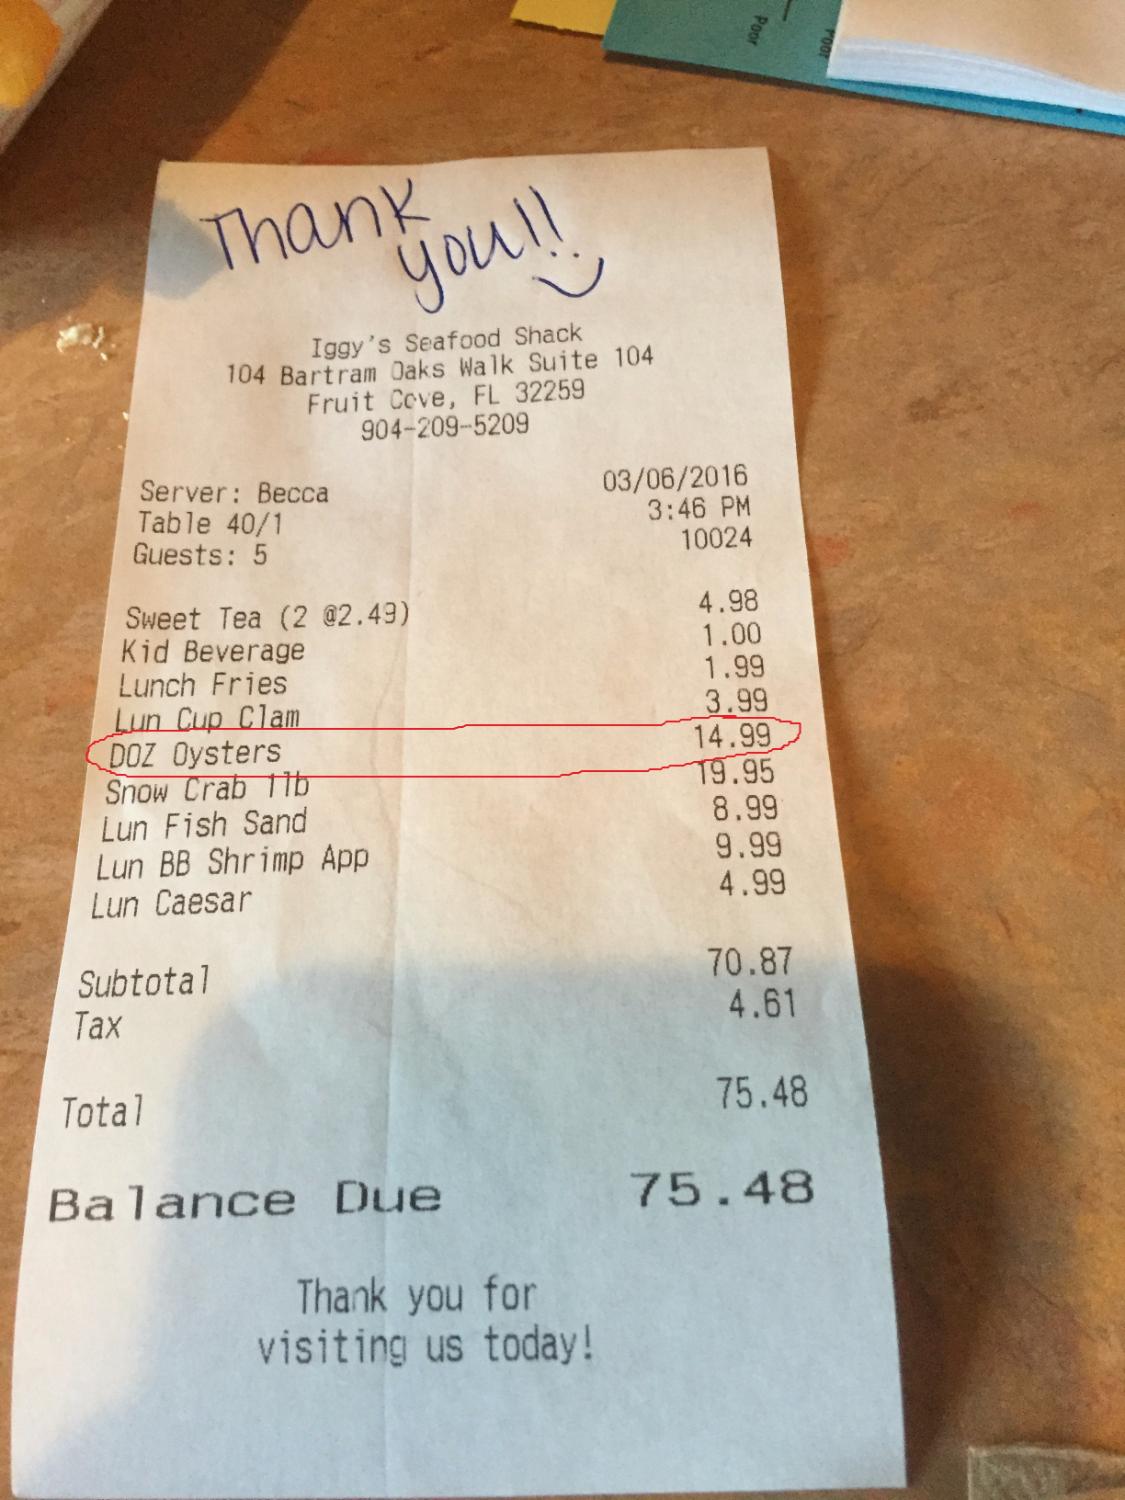 Poor
Poor
Thank
you!!
Iggy's Seafood Shack
104 Bartram Oaks Walk Suite 104
Fruit Cove, FL 32259
904-209-5209
Server: Becca 03/06/2016
Table 40/1 3:46 PM
Guests: 5 10024
Sweet Tea (2 @2.49) 4.98
Kid Beverage 1.00
Lunch Fries 1.99
Lun Cup Clam 3.99
DOZ Oysters 14.99
Snow Crab 1lb 19.95
Lun Fish Sand 8.99
Lun BB Shrimp App 9.99
Lun Caesar 4.99
Subtotal 70.87
Tax 4.61
Total 75.48
Balance Due 75.48
Thank you for
visiting us today!